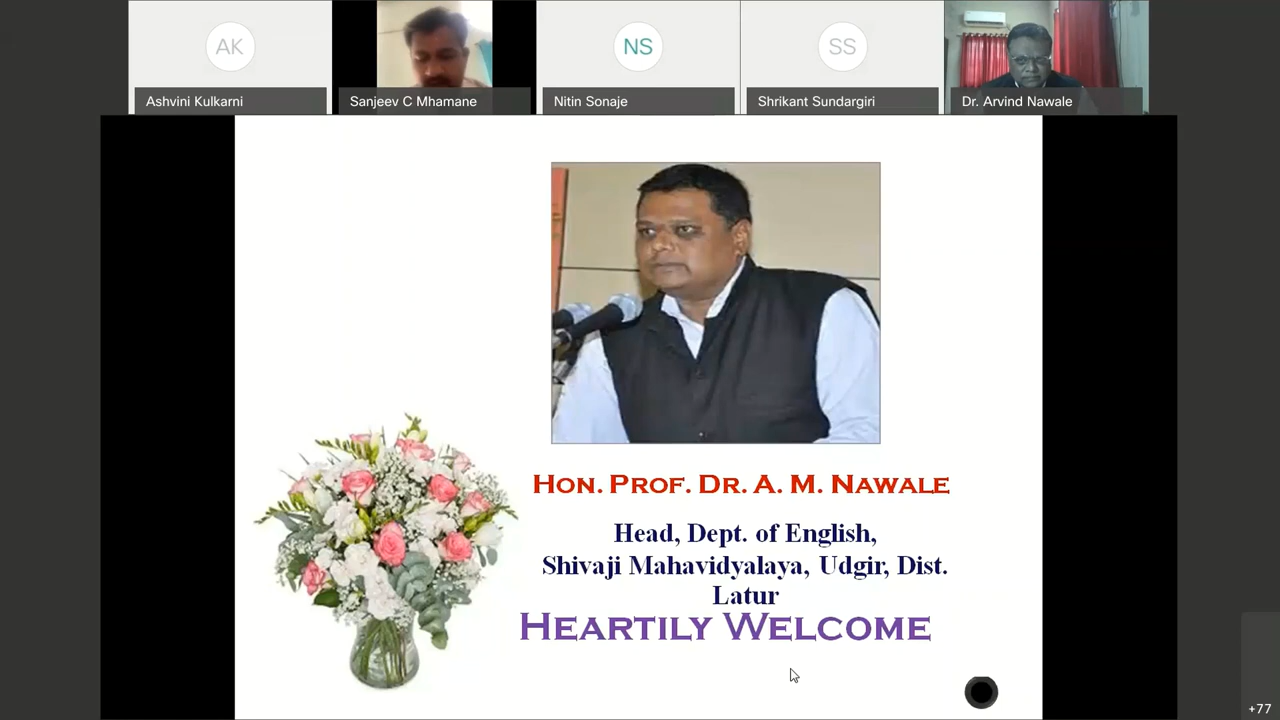 AK
Ashvini Kulkarni
Sanjeev C Mhamane
NS
Nitin Sonaje
SS
Shrikant Sundargiri
Dr. Arvind Nawale
HON. PROF. DR. A. M. NAWALE
Head, Dept. of English,
Shivaji Mahavidyalaya, Udgir, Dist.
Latur
HEARTILY WELCOME
+77